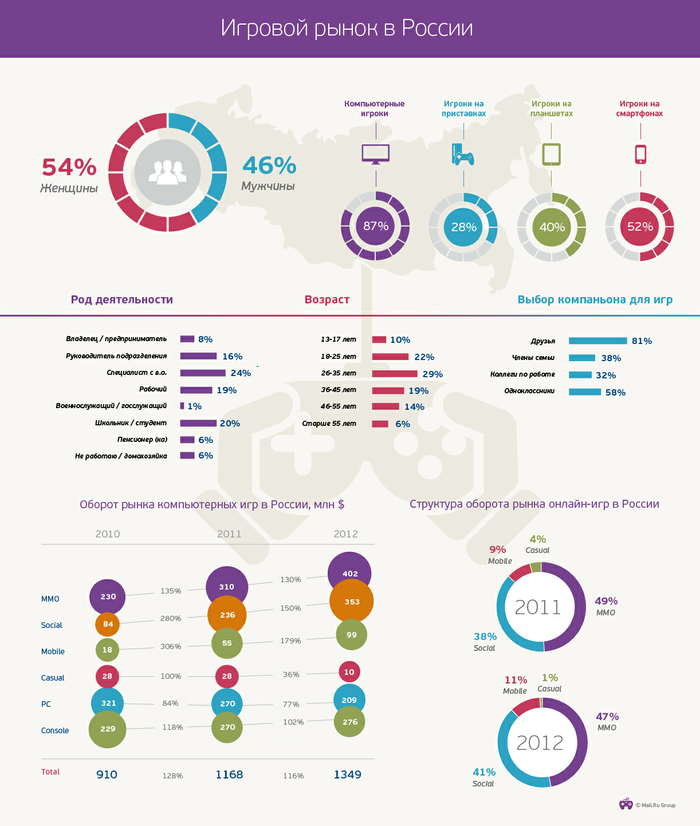 Игровой рынок в России
54%
Женщины
46%
Мужчины
Компьютерные
игроки
87%
Игроки на
приставках
28%
Игроки на
планшетах
40%
Игроки на
смартфонах
52%
Род деятельности
Владелец / предприниматель 8%
Руководитель подразделения 16%
Специалист с в.о. 24%
Рабочий 19%
Военнослужащий / госслужащий 1%
Школьник / студент 20%
Пенсионер (ка) 6%
Не работаю / домохозяйка 6%
Возраст
13-17 лет 10%
18-25 лет 22%
26-35 лет 29%
36-45 лет 19%
46-55 лет 14%
Старше 55 лет 6%
Выбор компаньона для игр
Друзья 81%
Члены семьи 38%
Коллеги по работе 32%
Одноклассники 58%
Оборот рынка компьютерных игр в России, млн $
2010 2011 2012
MMO 230 135% 310 130% 402
Social 84 280% 236 150% 353
Mobile 18 306% 55 179% 99
Casual 28 100% 28 36% 10
PC 321 84% 270 77% 209
Console 229 118% 270 102% 276
Total 910 128% 1168 116% 1349
Структура оборота рынка онлайн-игр в России
9%
Mobile
4%
Casual
2011
49%
MMO
38%
Social
11%
Mobile
1%
Casual
2012
47%
MMO
41%
Social
© Mail.Ru Group